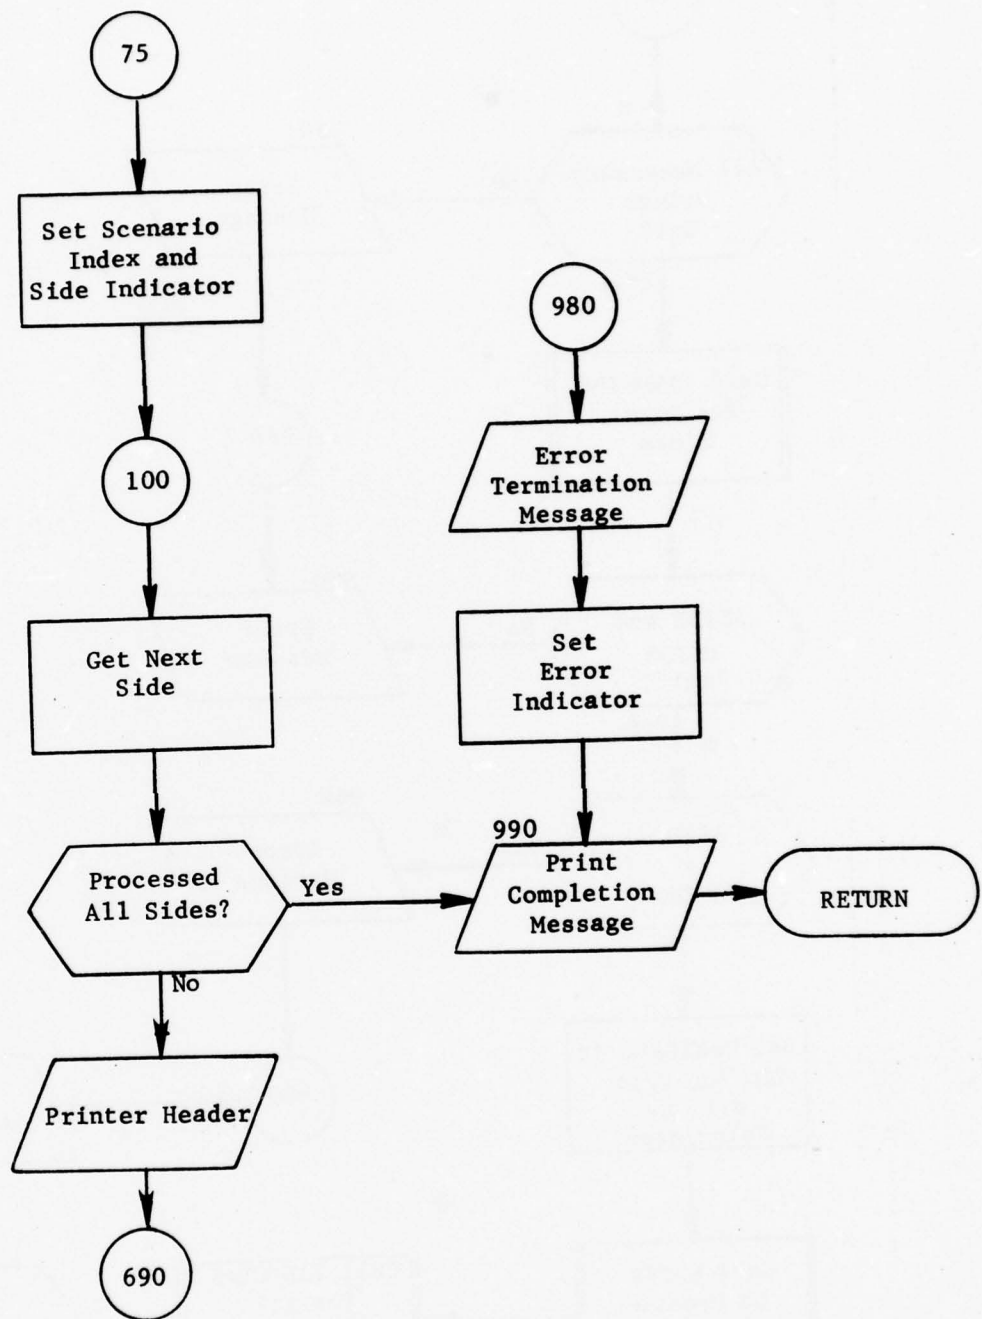 75
Set Scenario
Index and
Side Indicator
100
Get Next
Side
Processed
All Sides?
Yes
No
Printer Header
690
980
Error
Termination
Message
Set
Error
Indicator
990
Print
Completion
Message
RETURN